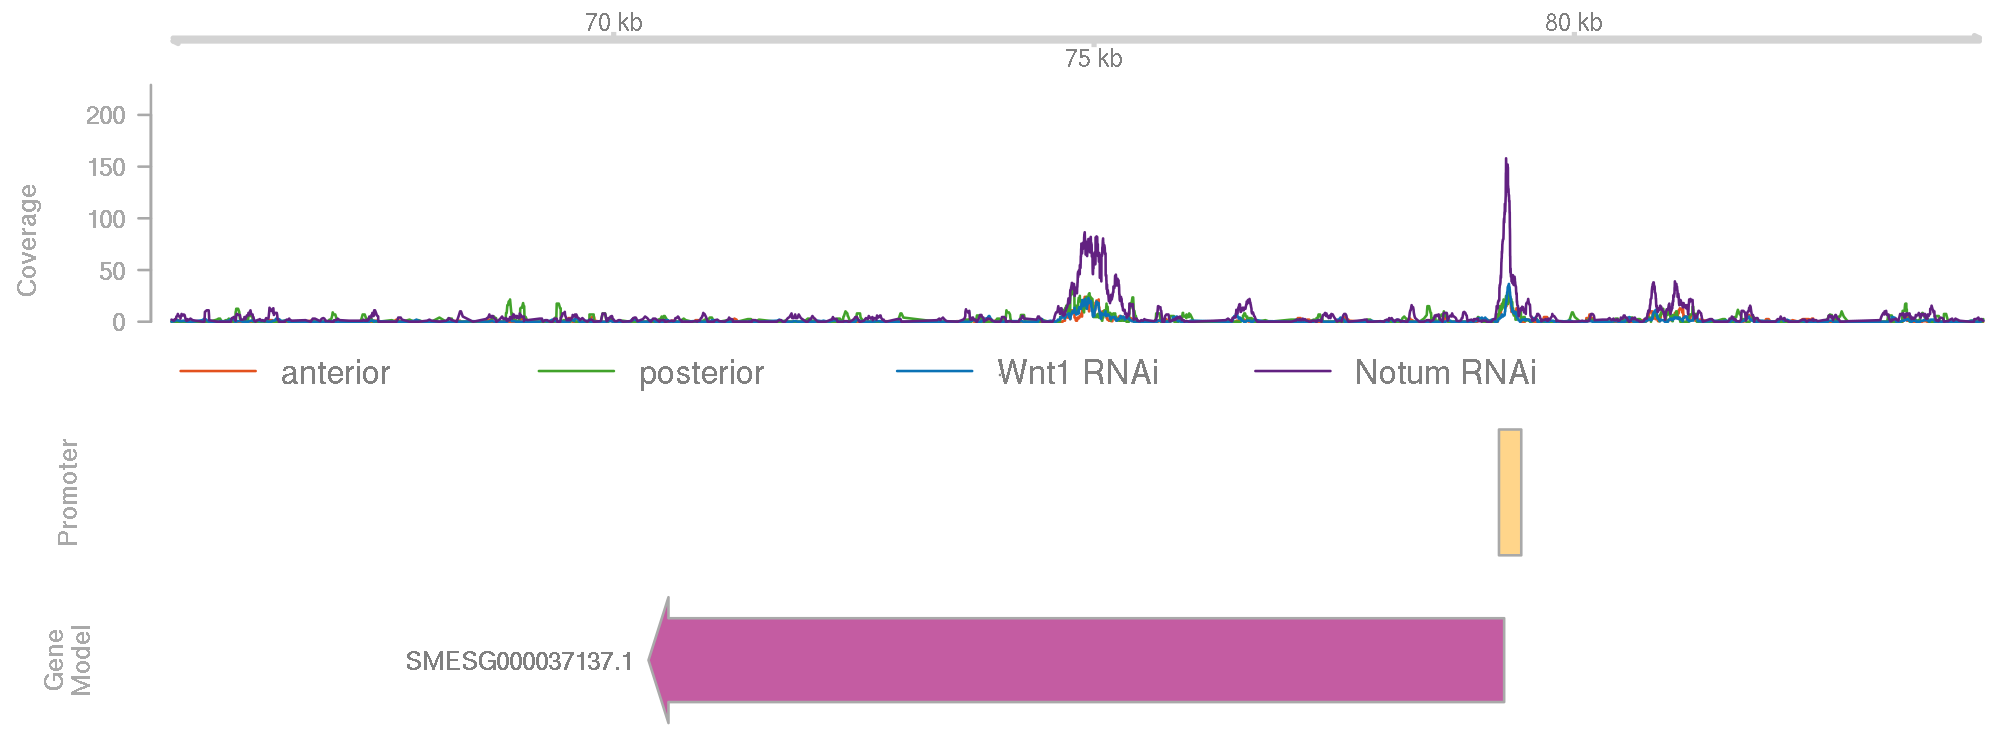 70 kb
80 kb
75 kb
Coverage
200
150
100
50
0
anterior
posterior
Wnt1 RNAi
Notum RNAi
Promoter
Gene
Model
SMESG000037137.1